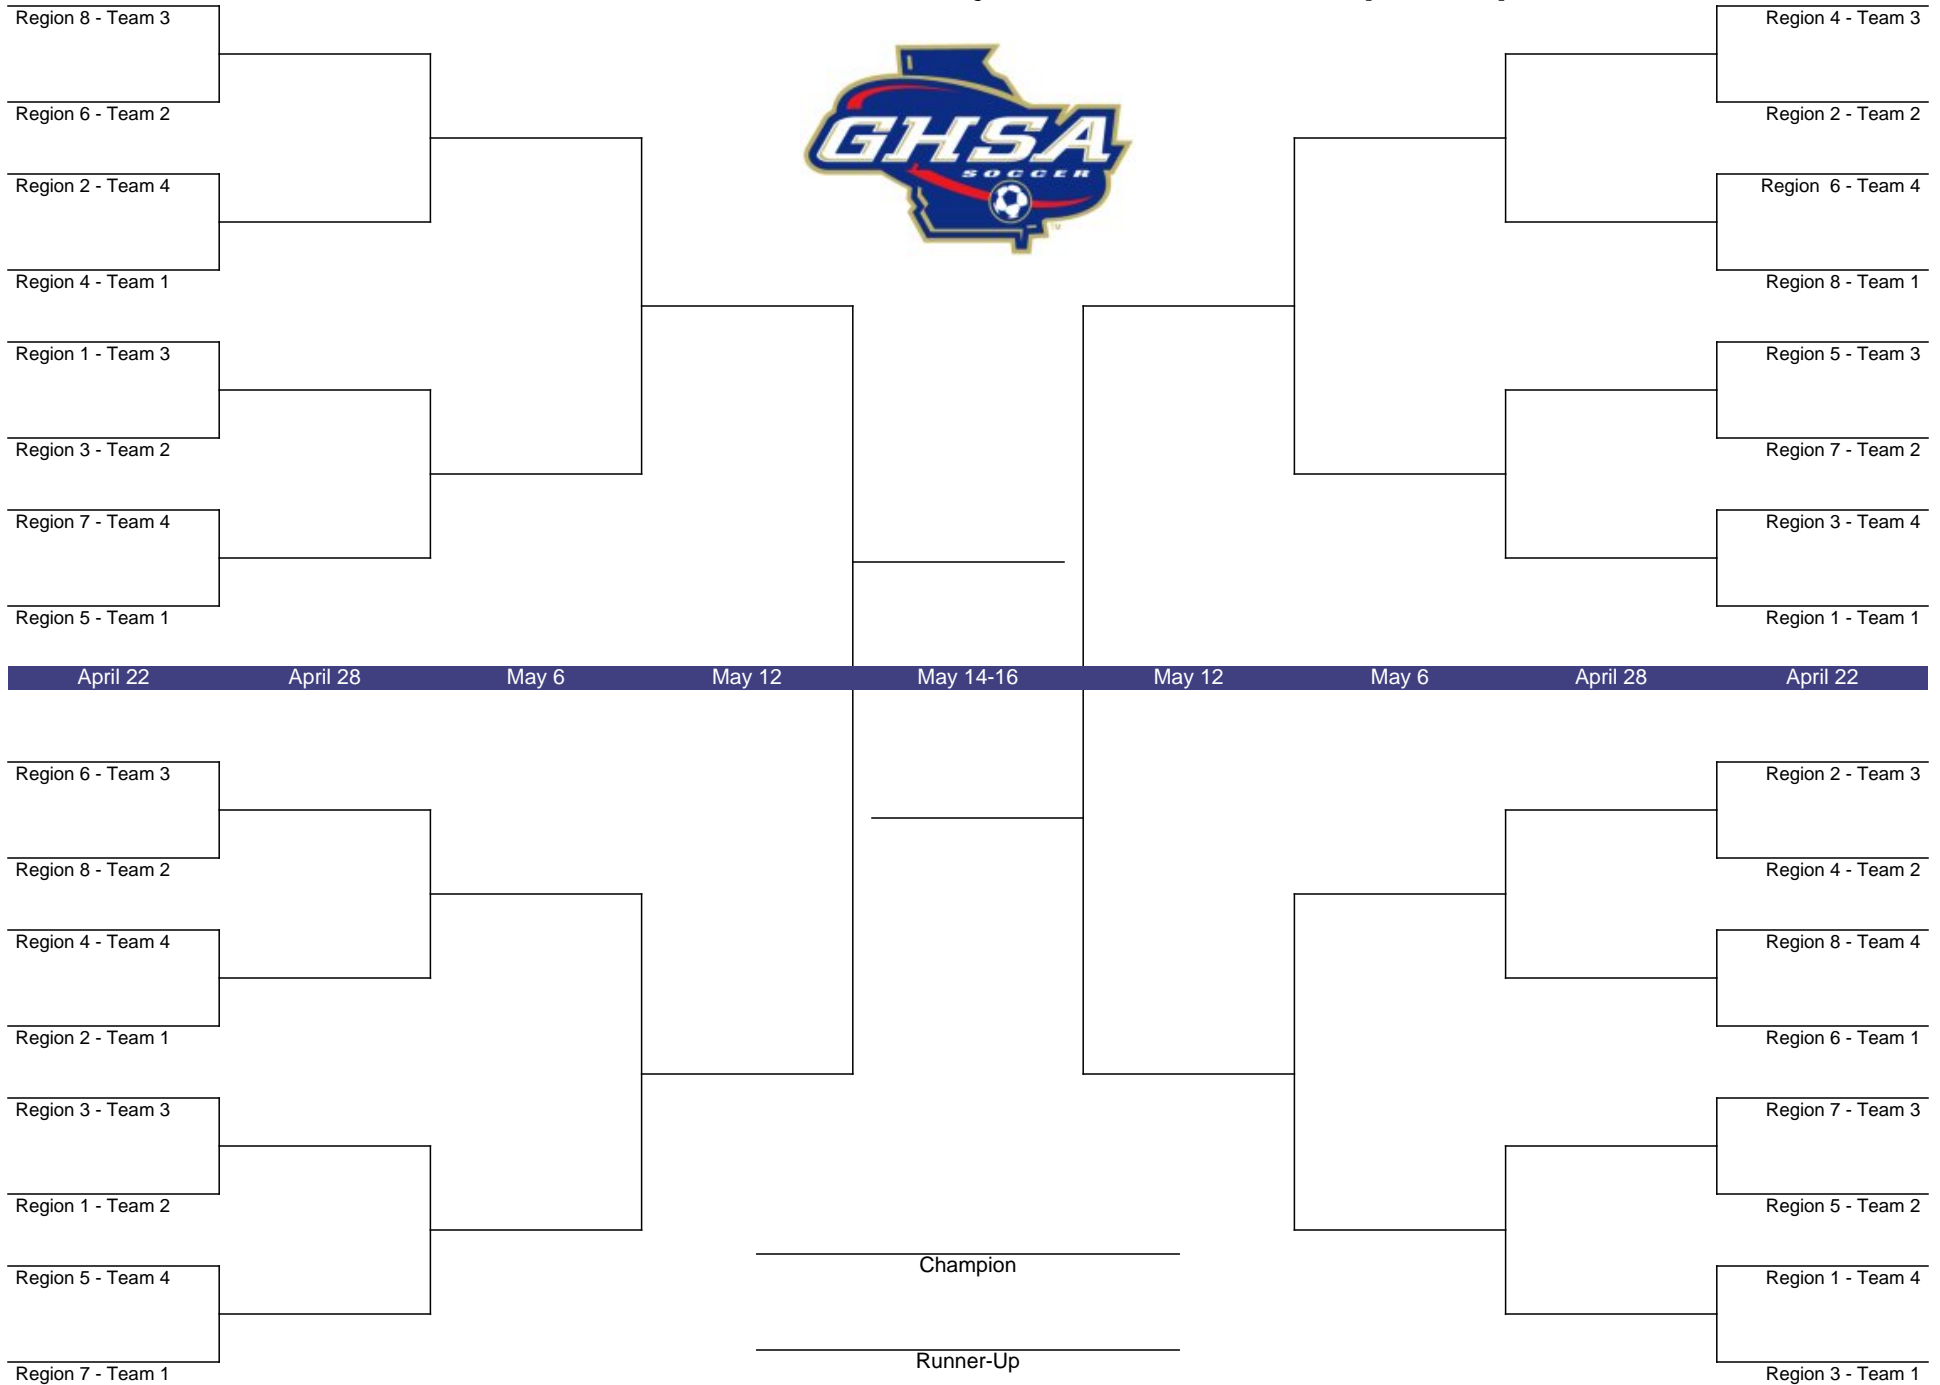 Region 8 - Team 3
Region 6 - Team 2
Region 2 - Team 4
Region 4 - Team 1
Region 1 - Team 3
Region 3 - Team 2
Region 7 - Team 4
Region 5 - Team 1
GHSA
SOCCER
TM
Region 4 - Team 3
Region 2 - Team 2
Region  6 - Team 4
Region 8 - Team 1
Region 5 - Team 3
Region 7 - Team 2
Region 3 - Team 4
Region 1 - Team 1
April 22 April 28 May 6 May 12 May 14-16 May 12 May 6 April 28 April 22
Region 6 - Team 3
Region 8 - Team 2
Region 4 - Team 4
Region 2 - Team 1
Region 3 - Team 3
Region 1 - Team 2
Region 5 - Team 4
Region 7 - Team 1
Champion
Runner-Up
Region 2 - Team 3
Region 4 - Team 2
Region 8 - Team 4
Region 6 - Team 1
Region 7 - Team 3
Region 5 - Team 2
Region 1 - Team 4
Region 3 - Team 1